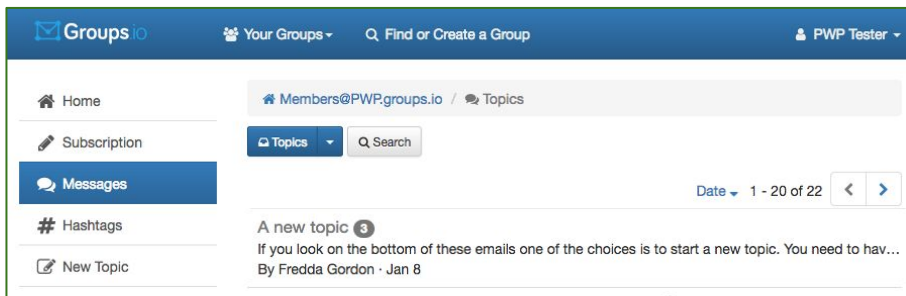 Groups.io Your Groups Find or Create a Group PWP Tester
Home
Members@PWP.groups.io / Topics
Subscription
Topics Search
Messages
Date 1 - 20 of 22
Hashtags
A new topic 3
If you look on the bottom of these emails one of the choices is to start a new topic. You need to hav...
New Topic
By Fredda Gordon · Jan 8